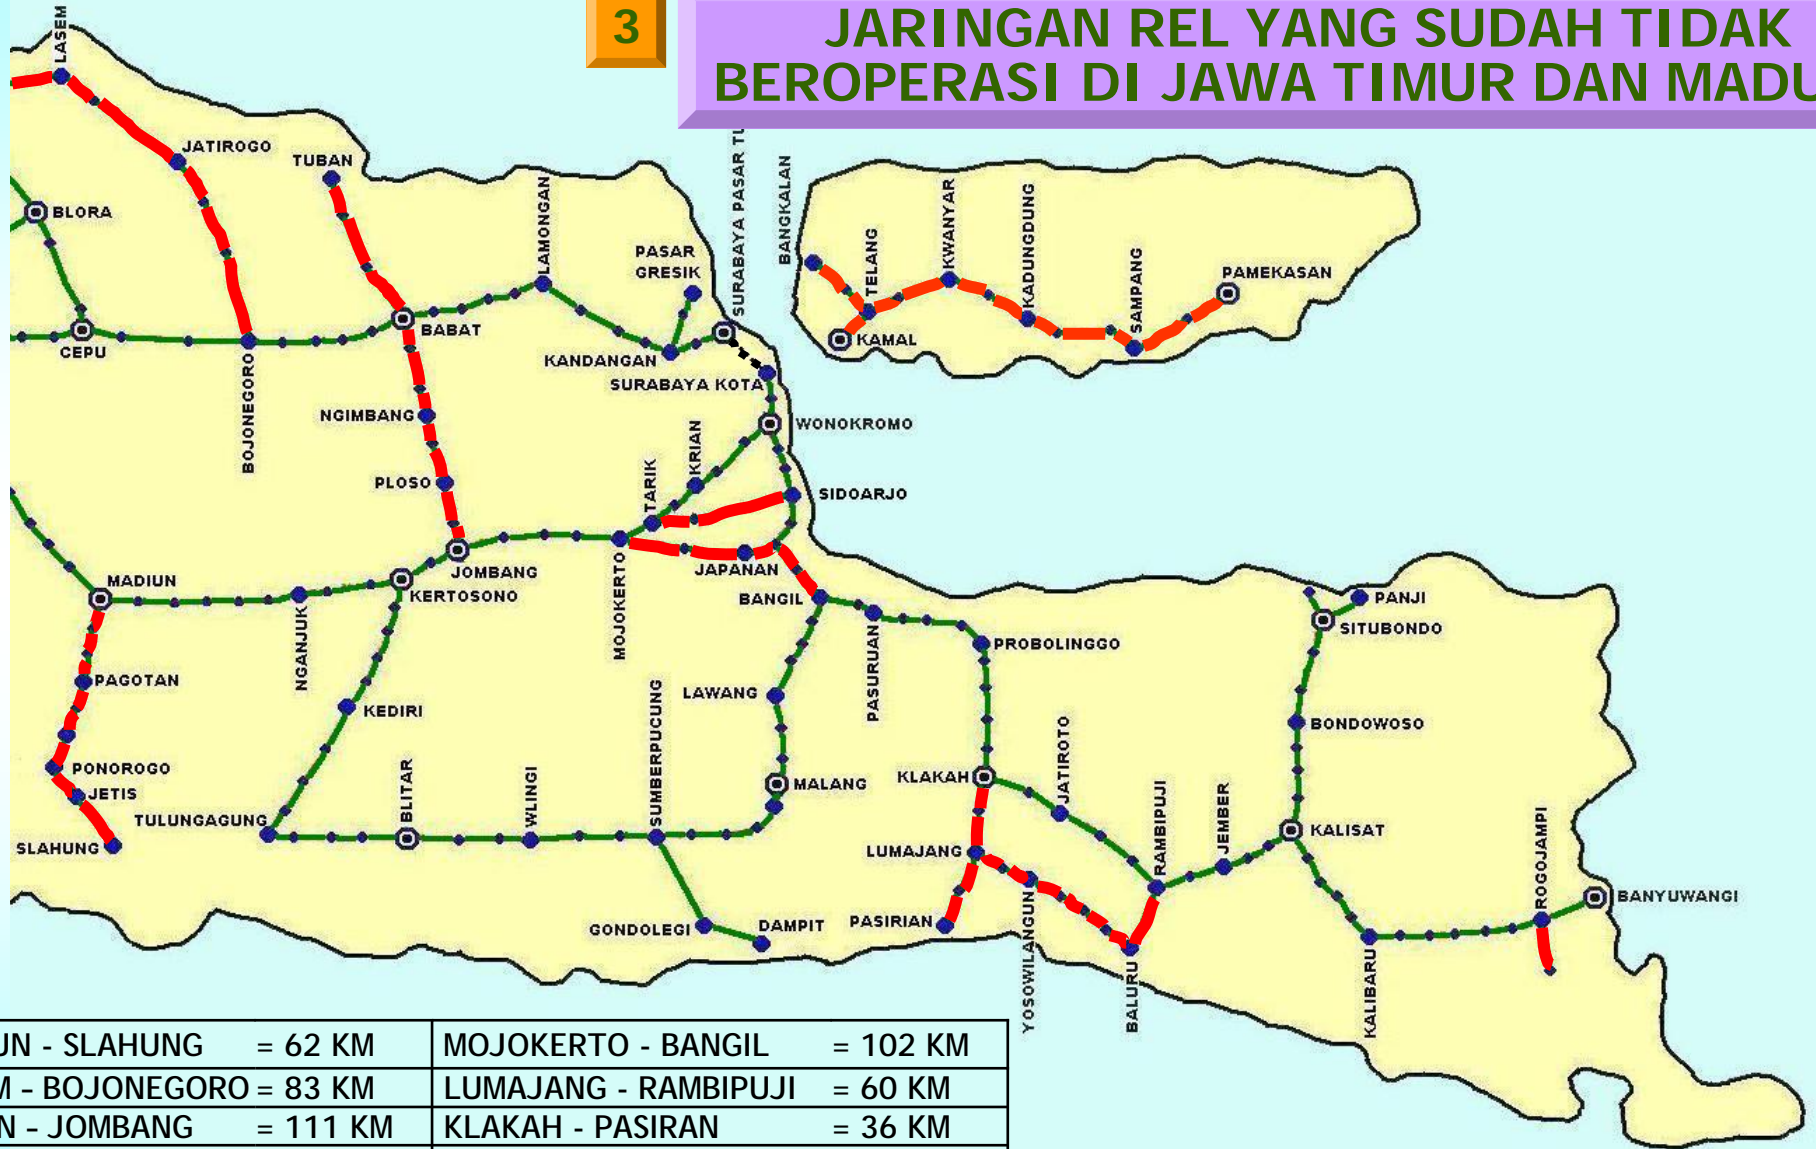 3
JARINGAN REL YANG SUDAH TIDAK
BEROPERASI DI JAWA TIMUR DAN MADU
LASEM
JATIROGO
TUBAN
BLORA
CEPU
BOJONEGORO
BABAT
LAMONGAN
PASAR
GRESIK
SURABAYA PASAR TU
KANDANGAN
SURABAYA KOTA
WONOKROMO
BANGKALAN
TELANG
KWANYAR
KADUNGDUNG
SAMPANG
PAMEKASAN
KAMAL
NGIMBANG
PLOSO
TARIK
KRIAN
SIDOARJO
JOMBANG
KERTOSONO
MOJOKERTO
JAPANAN
BANGIL
MADIUN
NGANJUK
PAGOTAN
PONOROGO
JETIS
SLAHUNG
KEDIRI
TULUNGAGUNG
BLITAR
WLINGI
SUMBERPUCUNG
LAWANG
MALANG
GONDOLEGI
DAMPIT
PASURUAN
PROBOLINGGO
KLAKAH
JATIROTO
LUMAJANG
PASIRIAN
YOSOWILANGUN
BALURU
RAMBIPUJI
JEMBER
KALISAT
BONDOWOSO
SITUBONDO
PANJI
KALIBARU
ROGOJAMPI
BANYUWANGI
UN - SLAHUNG = 62 KM MOJOKERTO - BANGIL = 102 KM
M - BOJONEGORO = 83 KM LUMAJANG - RAMBIPUJI = 60 KM
N - JOMBANG = 111 KM KLAKAH - PASIRAN = 36 KM